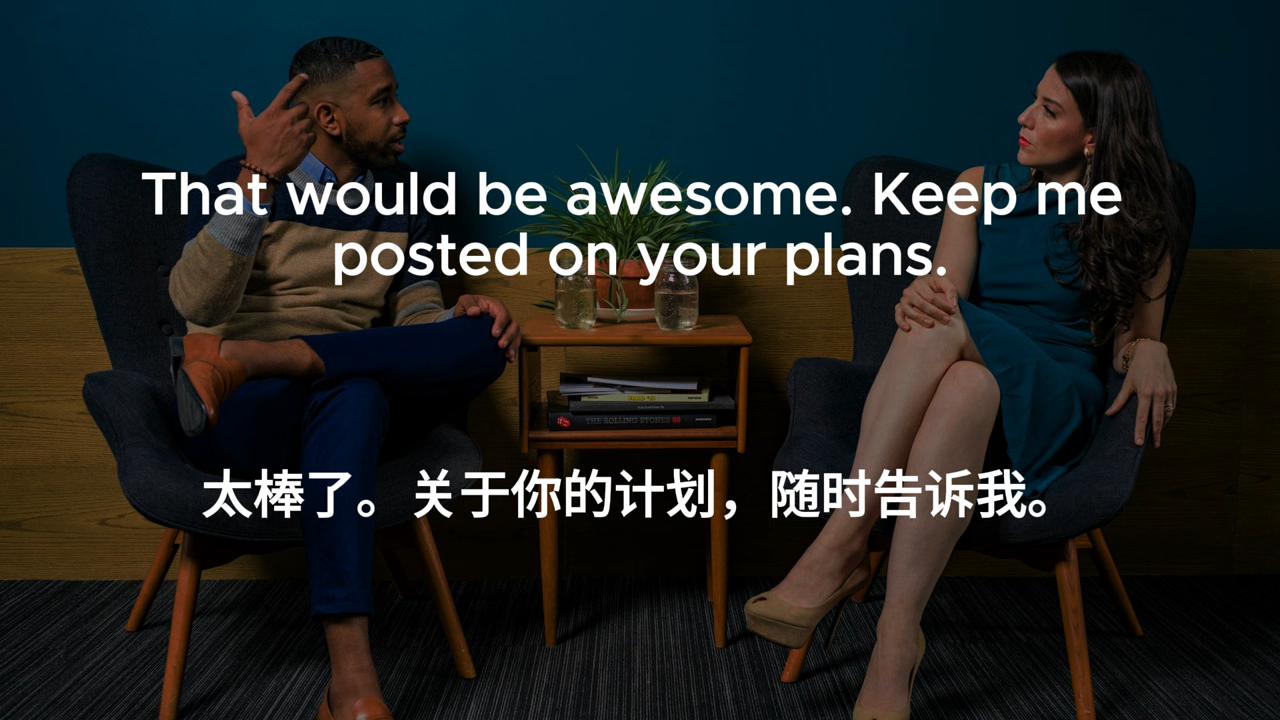 That would be awesome. Keep me
posted on your plans.
THE ROLLING STONES
太棒了。关于你的计划，随时告诉我。